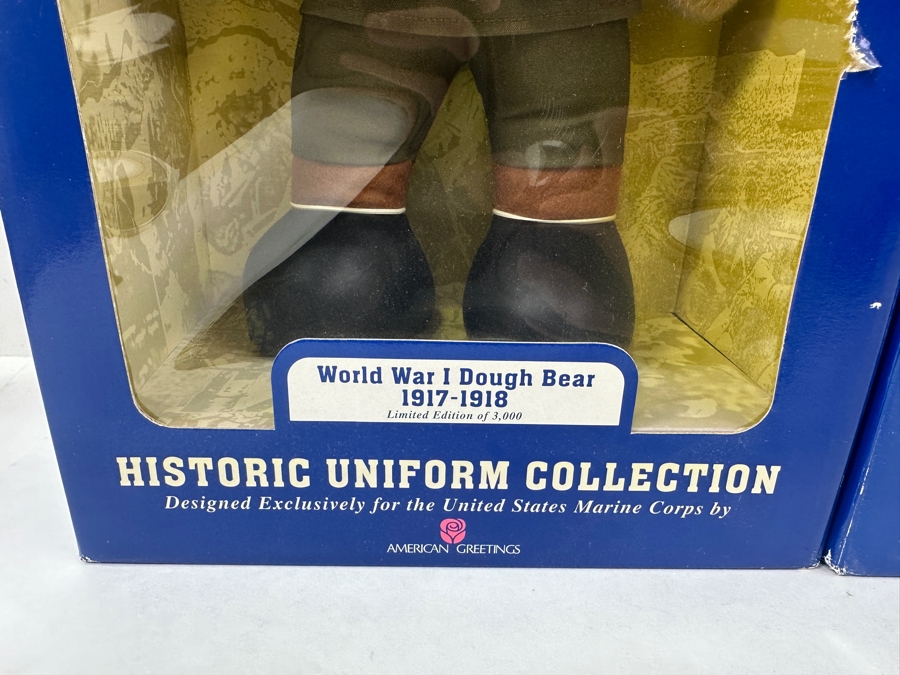 World War I Dough Bear
1917-1918
Limited Edition of 3,000
HISTORIC UNIFORM COLLECTION
Designed Exclusively for the United States Marine Corps by
AMERICAN GREETINGS